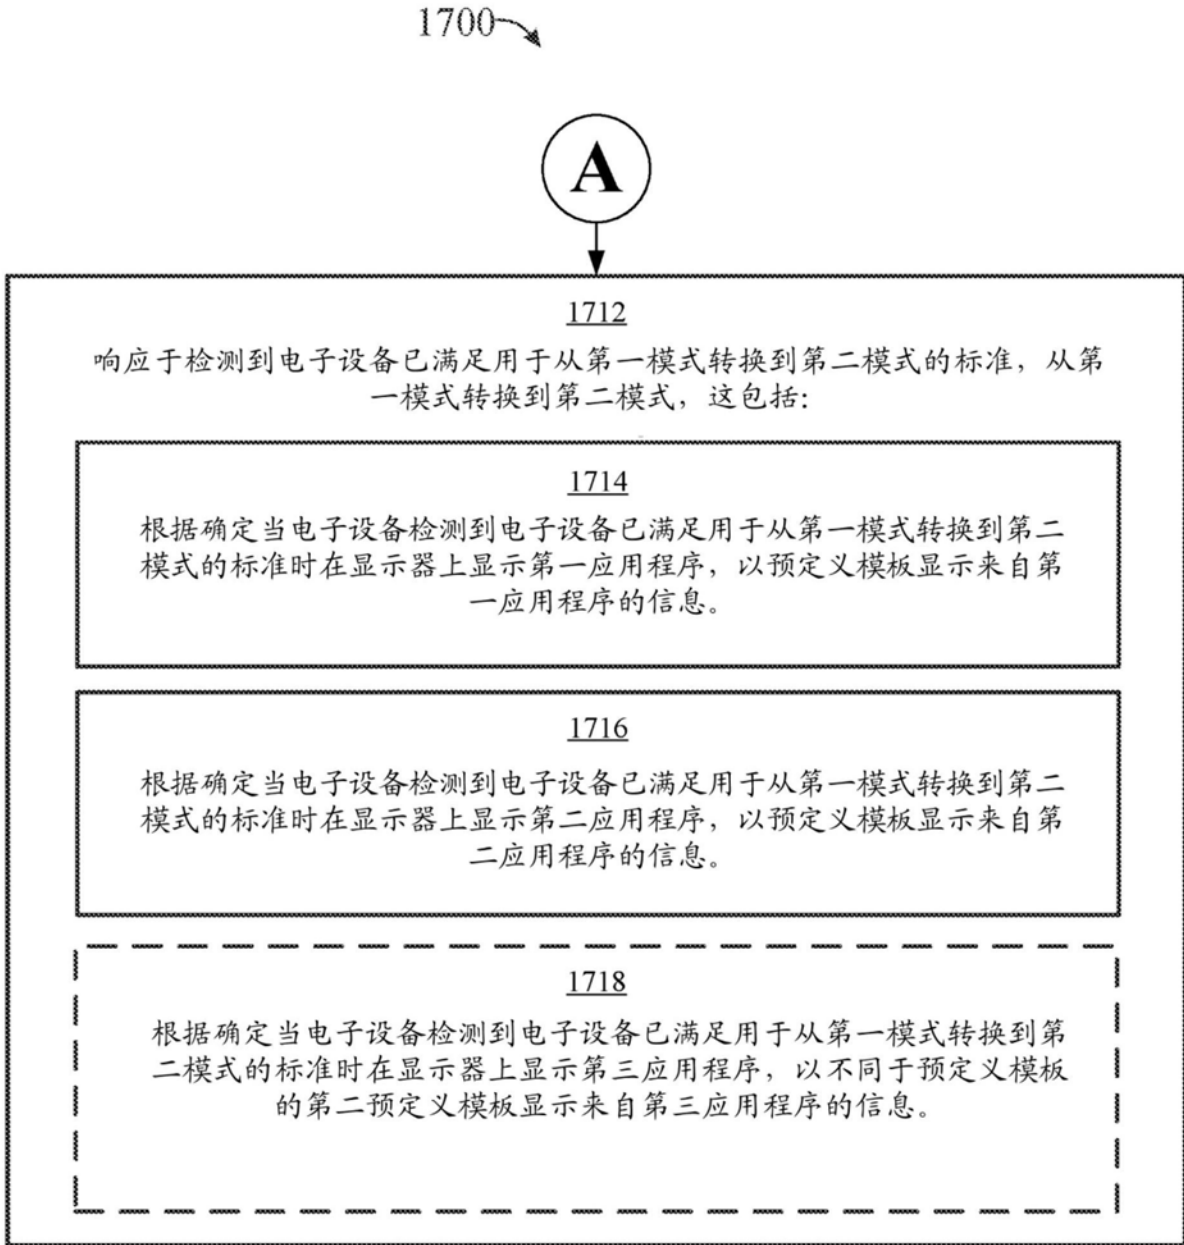 1700
A
1712
响应于检测到电子设备已满足用于从第一模式转换到第二模式的标准，从第
一模式转换到第二模式，这包括：
1714
根据确定当电子设备检测到电子设备已满足用于从第一模式转换到第二
模式的标准时在显示器上显示第一应用程序，以预定义模板显示来自第
一应用程序的信息。
1716
根据确定当电子设备检测到电子设备已满足用于从第一模式转换到第二
模式的标准时在显示器上显示第二应用程序，以预定义模板显示来自第
二应用程序的信息。
1718
根据确定当电子设备检测到电子设备已满足用于从第一模式转换到第
二模式的标准时在显示器上显示第三应用程序，以不同于预定义模板
的第二预定义模板显示来自第三应用程序的信息。